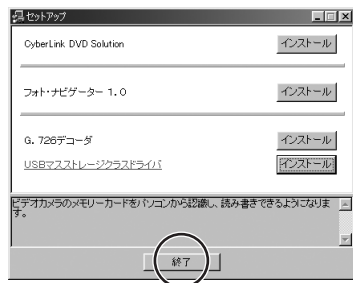 セットアップ
CyberLink DVD Solution
インストール
フォト・ナビゲーター 1.0
インストール
G.726デコーダ
インストール
USBマスストレージクラスドライバ
インストール
ビデオカメラのメモリーカードをパソコンから認識し、読み書きできるようになりま
す。
終了